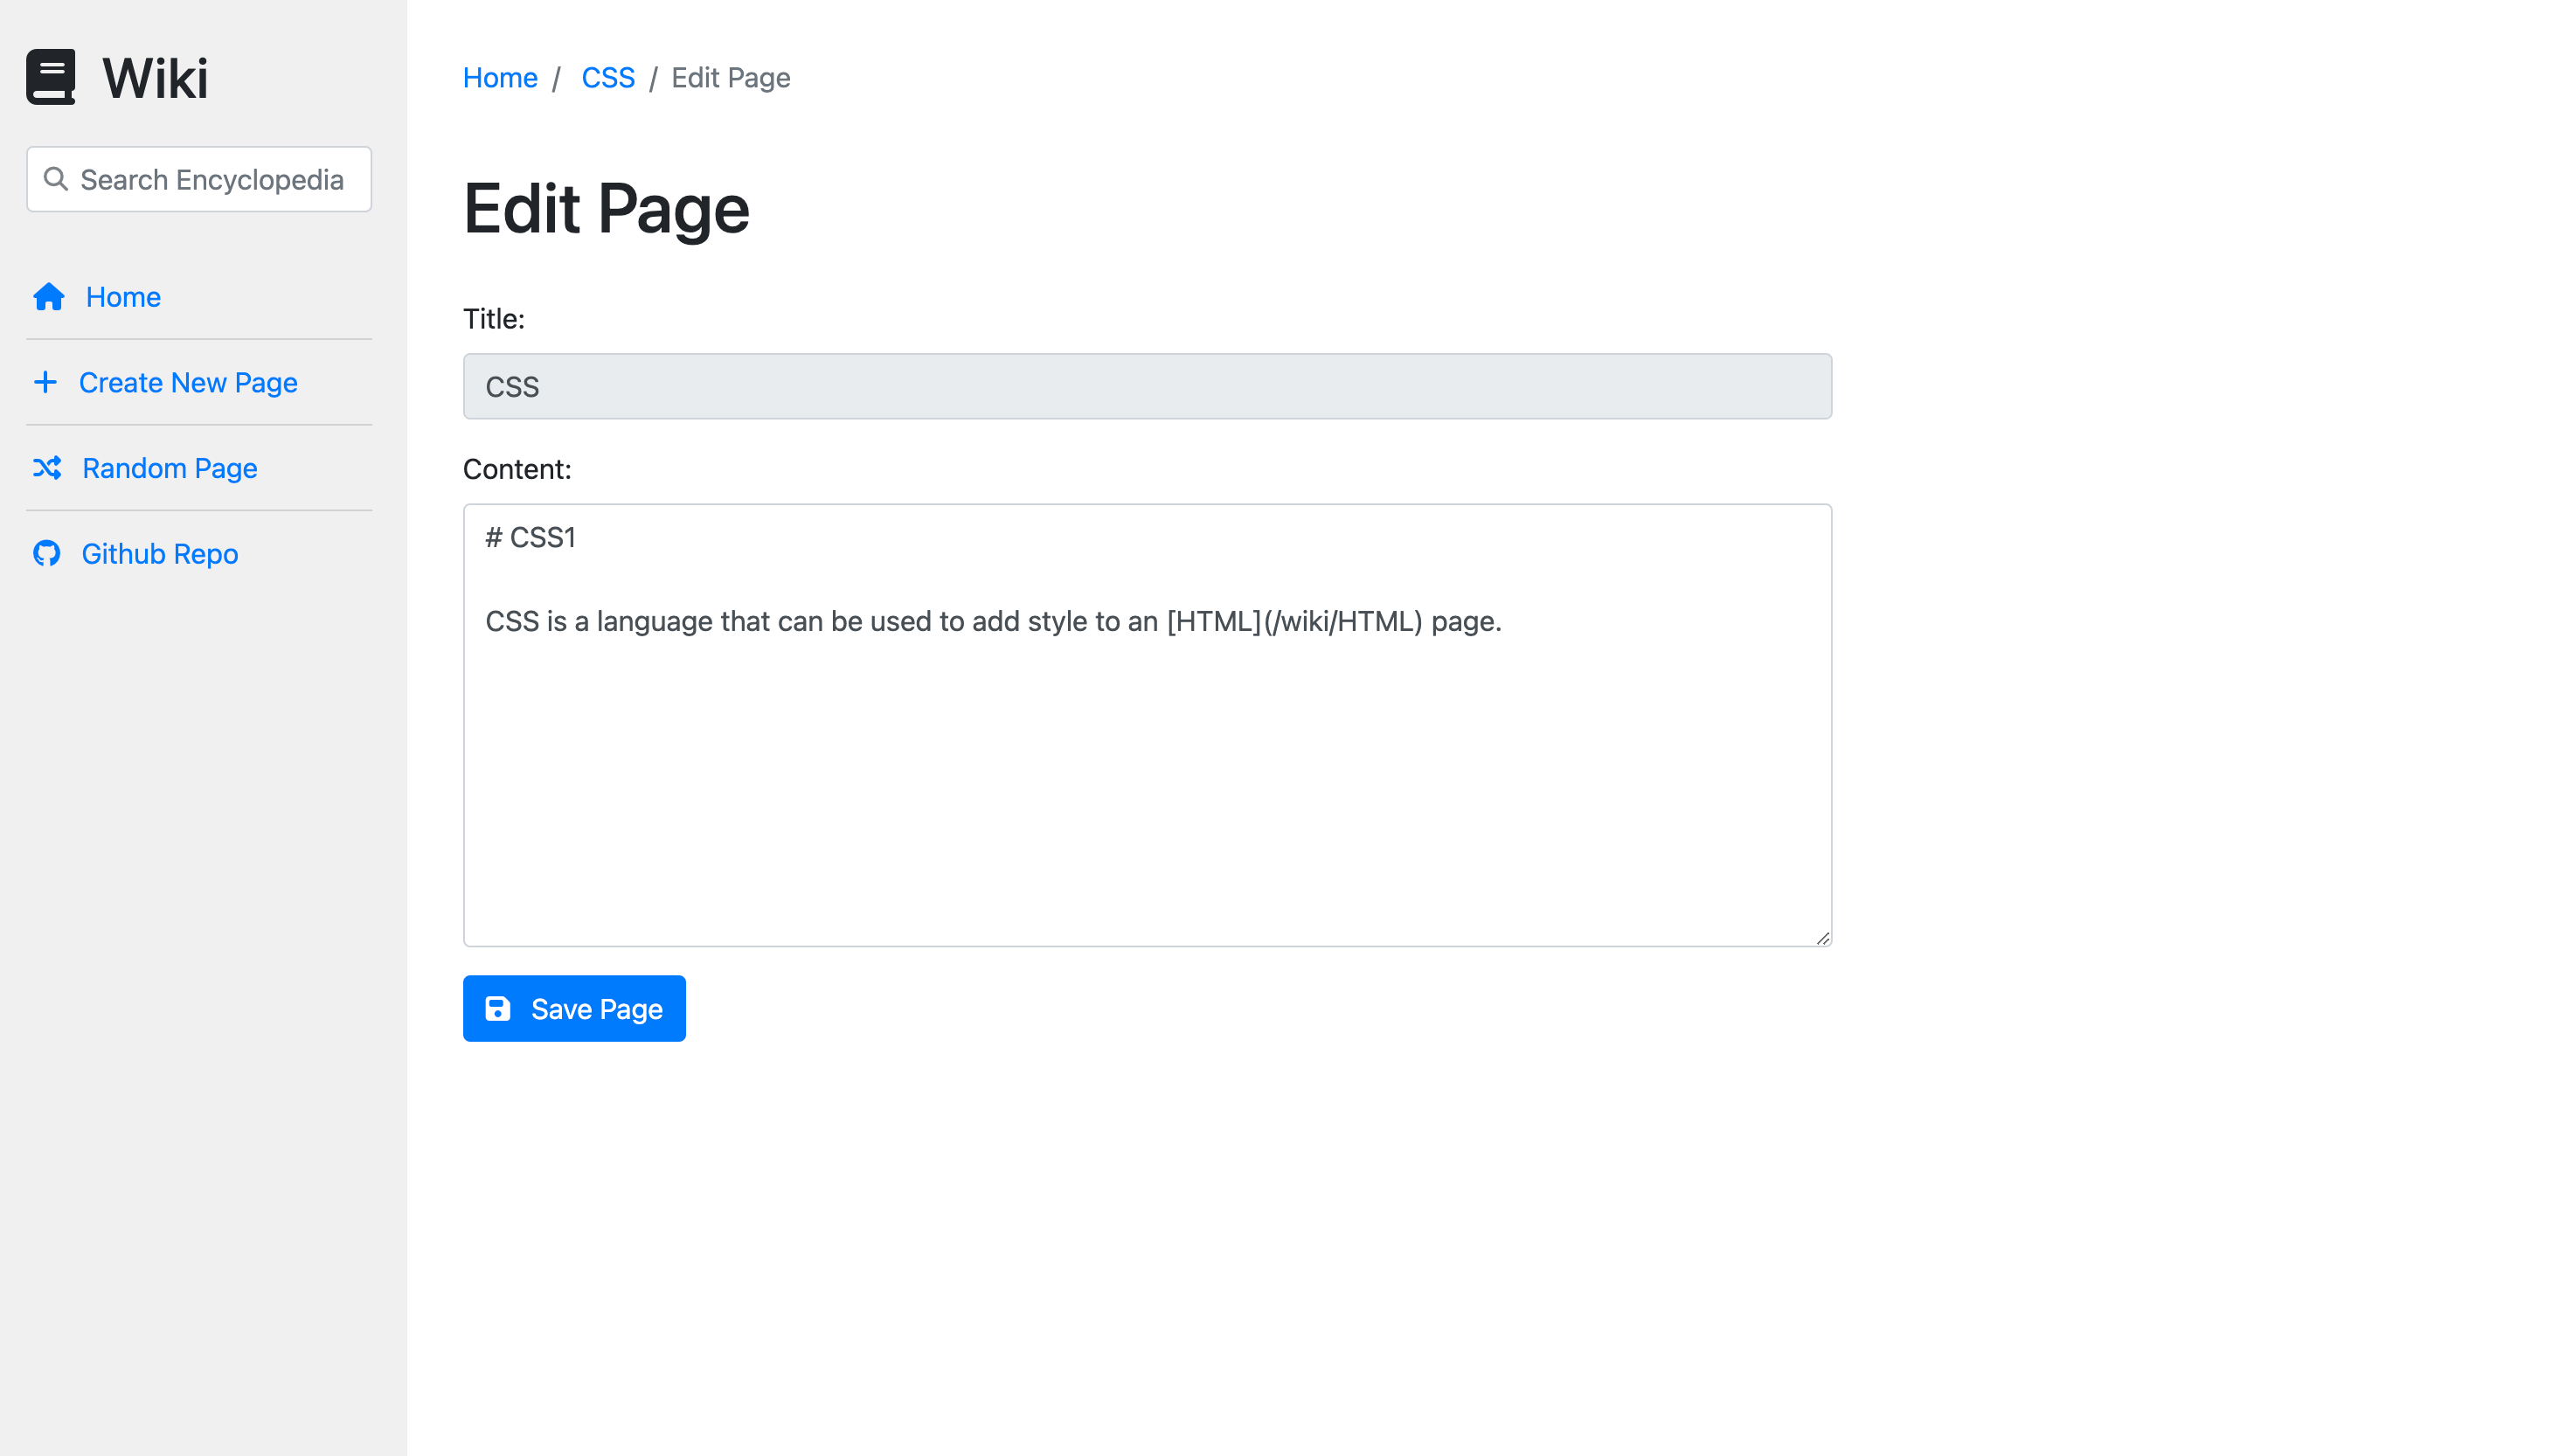 Wiki
Search Encyclopedia
Home
Create New Page
Random Page
Github Repo
Home / CSS / Edit Page
Edit Page
Title:
CSS
Content:
# CSS1
CSS is a language that can be used to add style to an [HTML](/wiki/HTML) page.
Save Page